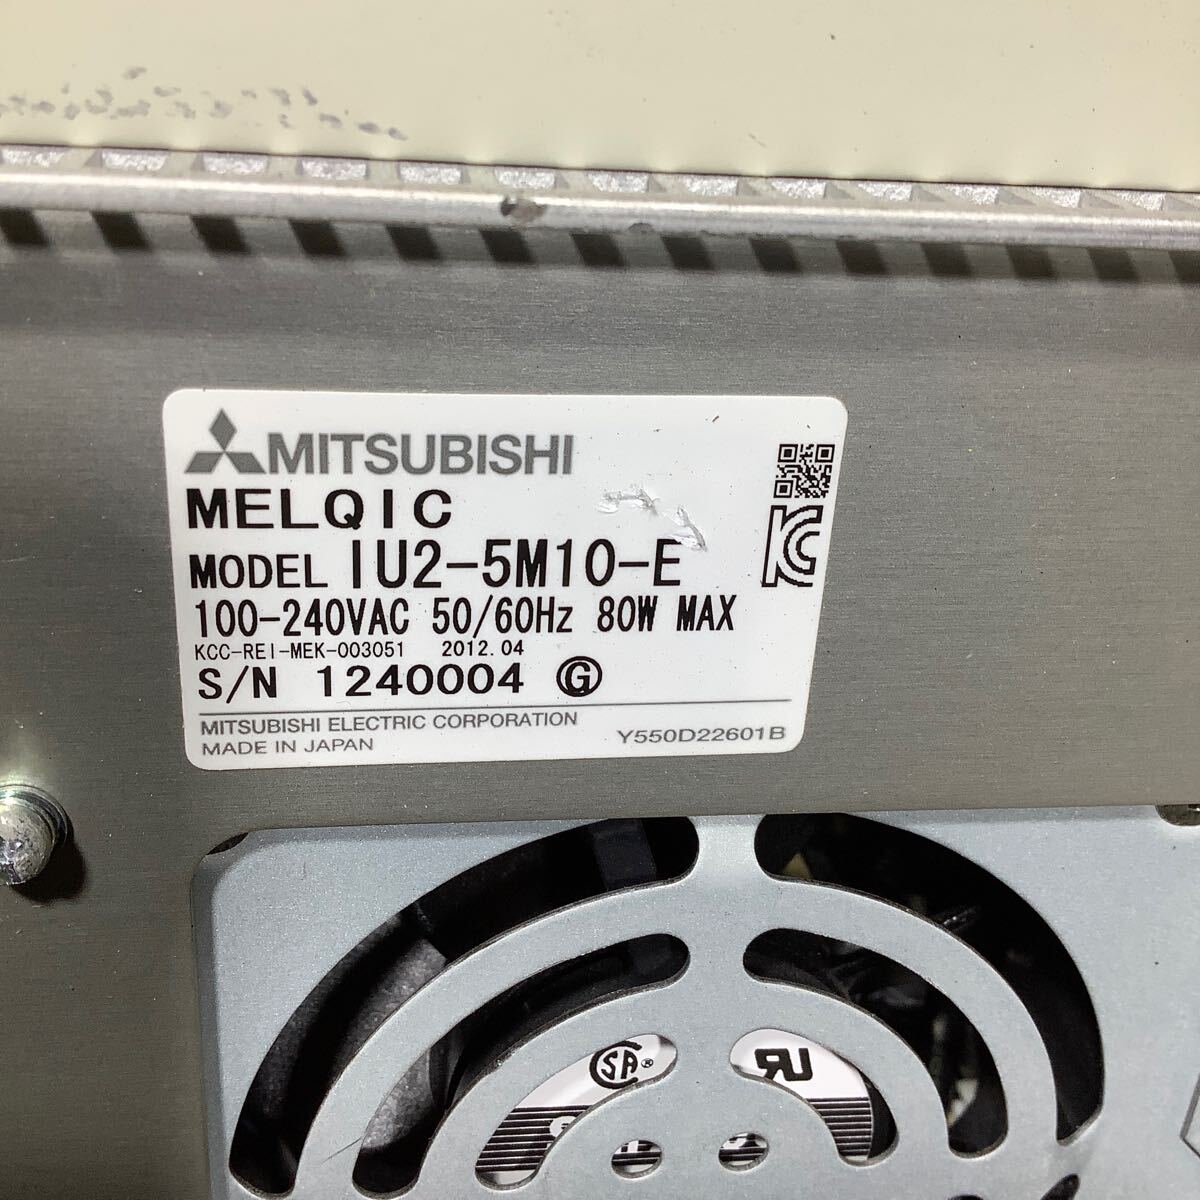 MITSUBISHI
MELQIC
MODEL IU2-5M10-E
100-240VAC 50/60Hz 80W MAX
KCC-REI-MEK-003051 2012.04
S/N 1240004 G
MITSUBISHI ELECTRIC CORPORATION
MADE IN JAPAN Y550D22601B
SA®